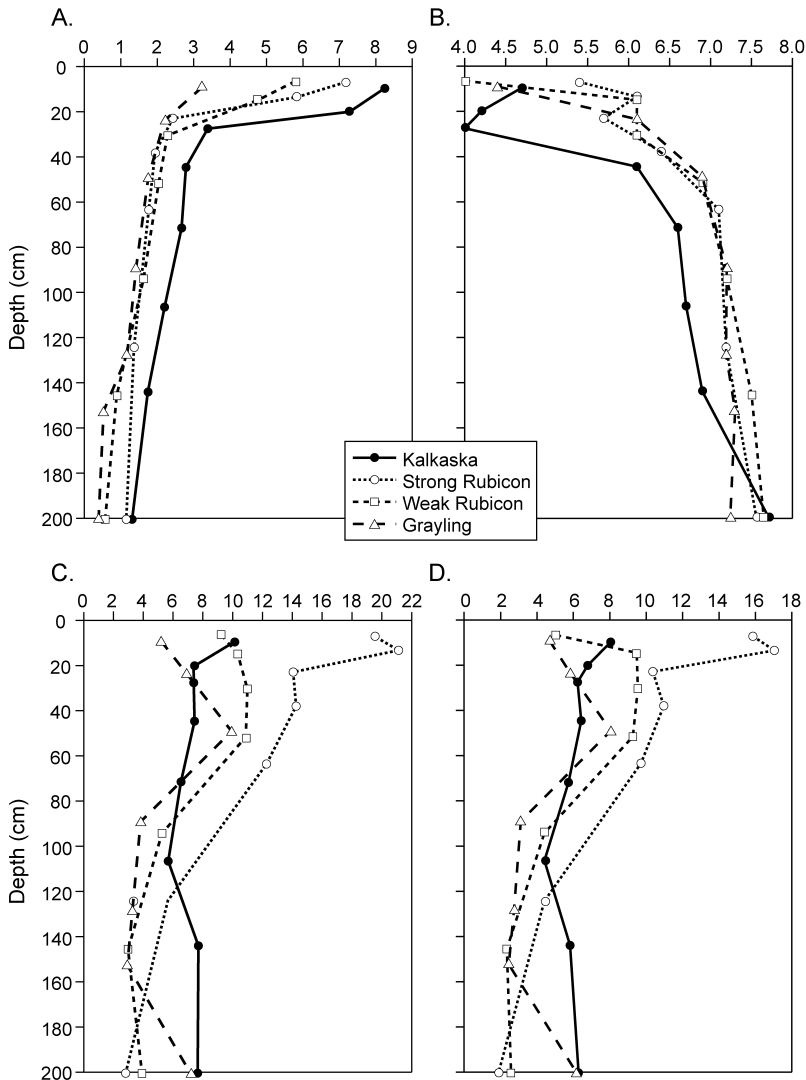 A.
B.
0 1 2 3 4 5 6 7 8 9
4.0 4.5 5.0 5.5 6.0 6.5 7.0 7.5 8.0
0
20
40
60
80
100
120
140
160
180
200
Depth (cm)
Kalkaska
Strong Rubicon
Weak Rubicon
Grayling
C.
D.
0 2 4 6 8 10 12 14 16 18 20 22
0 2 4 6 8 10 12 14 16 18
0
20
40
60
80
100
120
140
160
180
200
Depth (cm)